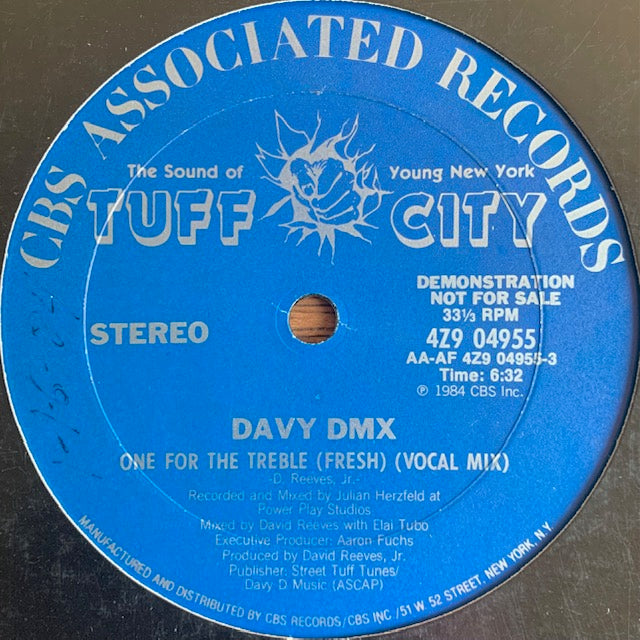 CBS ASSOCIATED RECORDS
The Sound of Young New York
TUFF CITY
DEMONSTRATION
NOT FOR SALE
33⅓ RPM
STEREO
4Z9 04955
AA-AF 4Z9 04955-3
Time: 6:32
℗ 1984 CBS Inc.
DAVY DMX
ONE FOR THE TREBLE (FRESH) (VOCAL MIX)
-D. Reeves, Jr.-
Recorded and Mixed by Julian Herzfeld at
Power Play Studios
Mixed by David Reeves with Elai Tubo
Executive Producer: Aaron Fuchs
Produced by David Reeves, Jr.
Publisher: Street Tuff Tunes/
Davy D. Music (ASCAP)
MANUFACTURED AND DISTRIBUTED BY CBS RECORDS/CBS INC./51 W. 52 STREET, NEW YORK, N.Y.